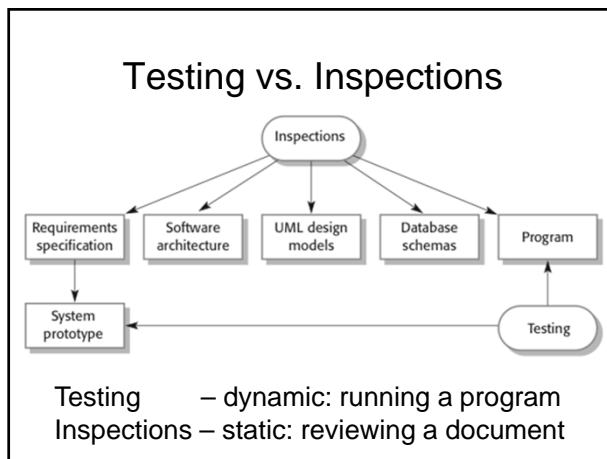 Testing vs. Inspections
Inspections
Requirements
specification
Software
architecture
UML design
models
Database
schemas
Program
System
prototype
Testing
Testing – dynamic: running a program
Inspections – static: reviewing a document